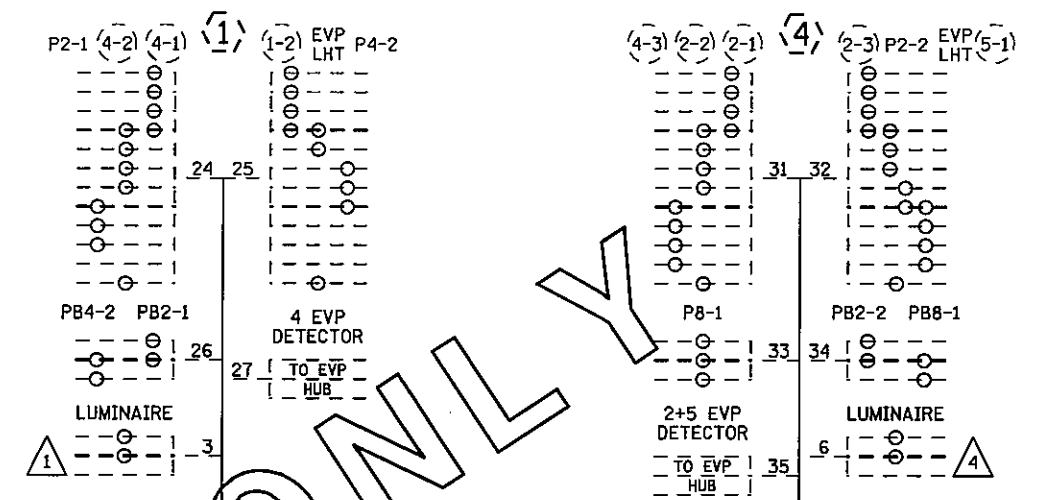 P2-1 4-2 4-1 1 1-2 EVP LHT P4-2
4-3 2-2 2-1 4 2-3 P2-2 EVP LHT 5-1
24 25
31 32
PB4-2 PB2-1
4 EVP
DETECTOR
P8-1
PB2-2 PB8-1
26
27
TO EVP
HUB
33 34
LUMINAIRE
2+5 EVP
DETECTOR
LUMINAIRE
1
3
TO EVP
HUB
35
6
4
ONLY